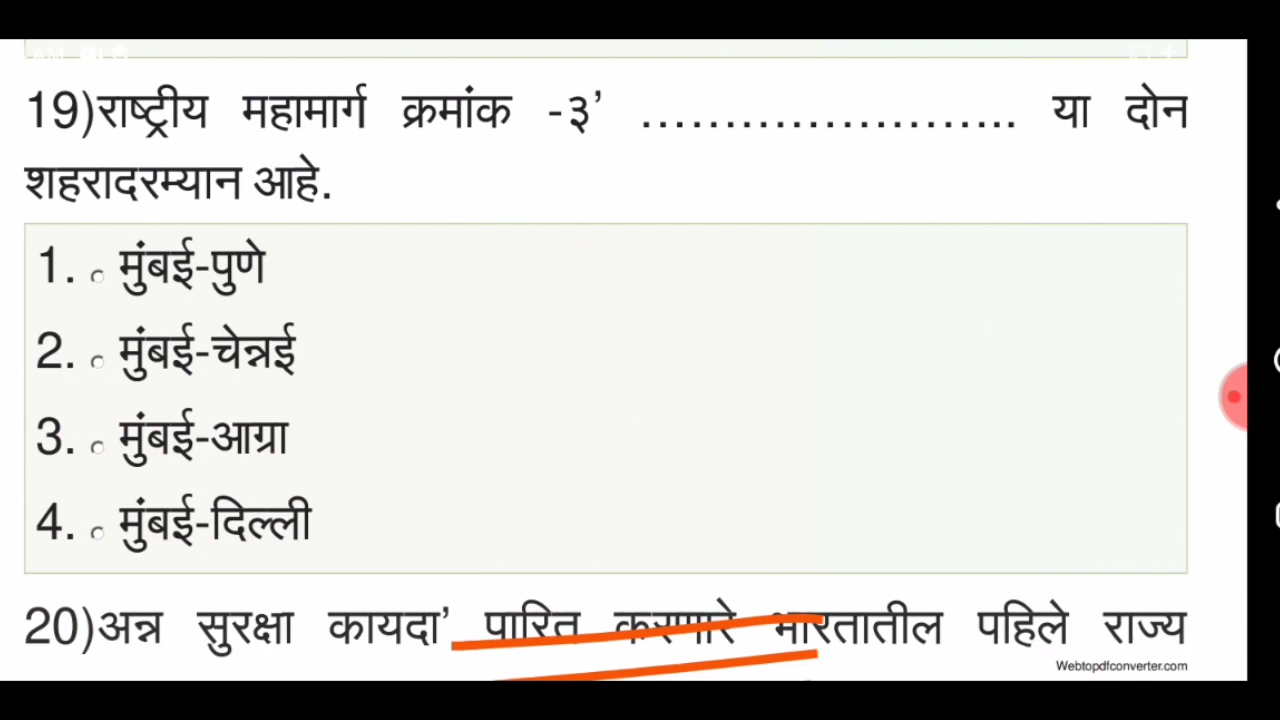 19)राष्ट्रीय महामार्ग क्रमांक -३’ ………………………….. या दोन
शहरादरम्यान आहे.
1. मुंबई-पुणे
2. मुंबई-चेन्नई
3. मुंबई-आग्रा
4. मुंबई-दिल्ली
20)अन्न सुरक्षा कायदा’ पारित करणारे भारतातील पहिले राज्य
Webtopdfconverter.com